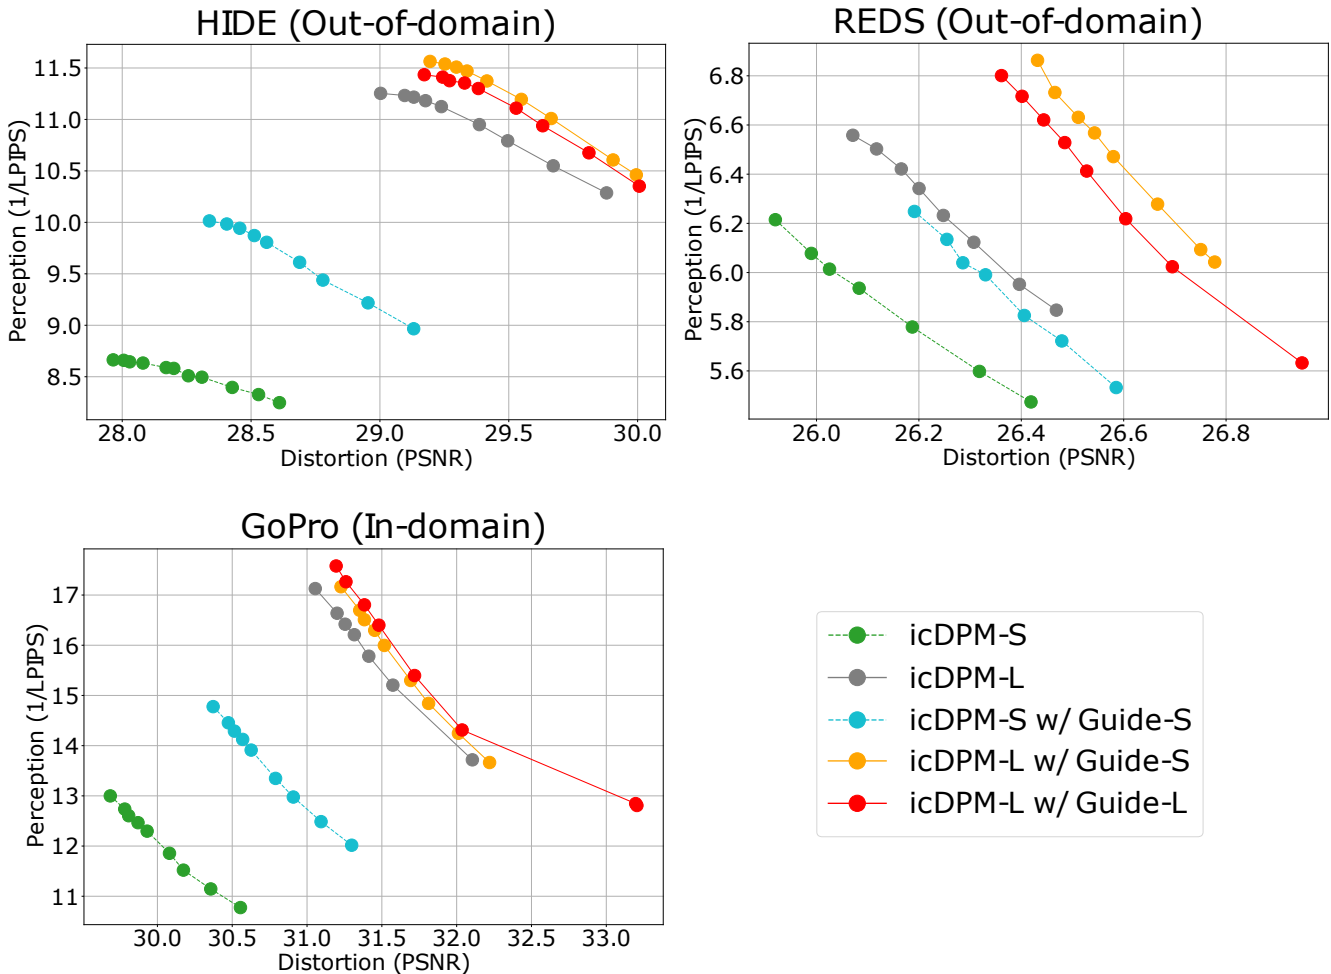 HIDE (Out-of-domain)
11.5
11.0
10.5
10.0
9.5
9.0
8.5
Perception (1/LPIPS)
28.0 28.5 29.0 29.5 30.0
Distortion (PSNR)
REDS (Out-of-domain)
6.8
6.6
6.4
6.2
6.0
5.8
5.6
Perception (1/LPIPS)
26.0 26.2 26.4 26.6 26.8
Distortion (PSNR)
GoPro (In-domain)
17
16
15
14
13
12
11
Perception (1/LPIPS)
30.0 30.5 31.0 31.5 32.0 32.5 33.0
Distortion (PSNR)
icDPM-S
icDPM-L
icDPM-S w/ Guide-S
icDPM-L w/ Guide-S
icDPM-L w/ Guide-L